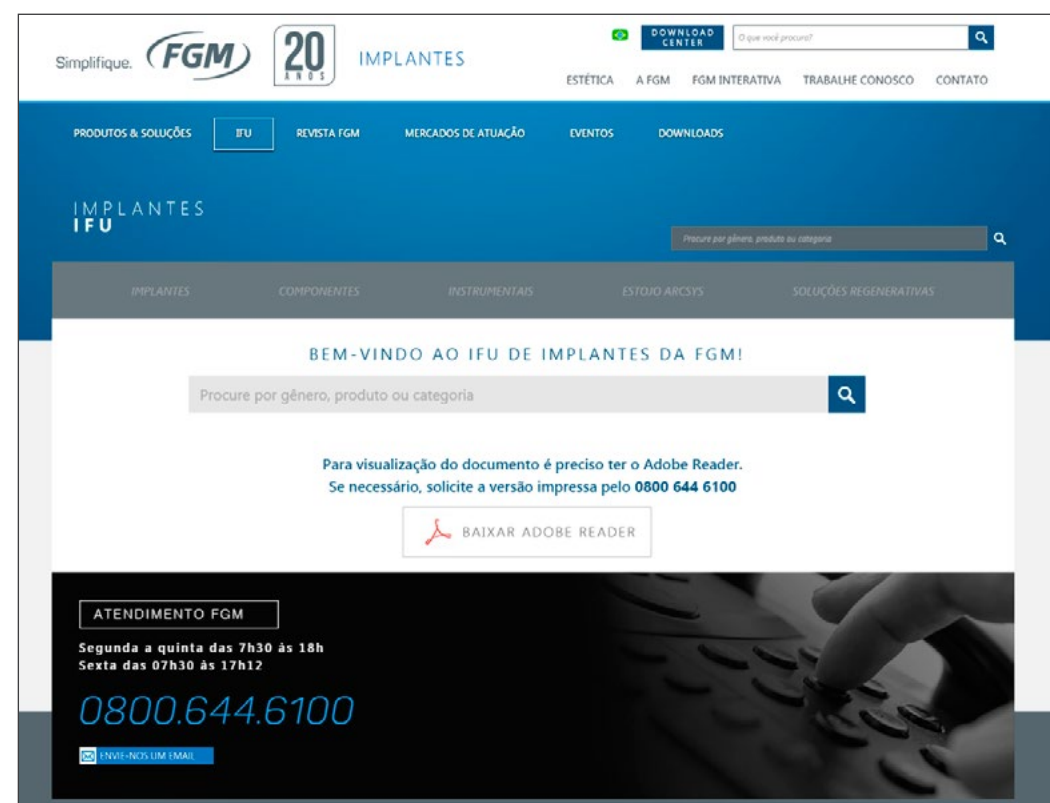 Simplifique. FGM 20 ANOS IMPLANTES
DOWNLOAD CENTER
O que você procura?
ESTÉTICA A FGM FGM INTERATIVA TRABALHE CONOSCO CONTATO
PRODUTOS & SOLUÇÕES IFU REVISTA FGM MERCADOS DE ATUAÇÃO EVENTOS DOWNLOADS
IMPLANTES
IFU
Procure por gênero, produto ou categoria
IMPLANTES COMPONENTES INSTRUMENTAIS ESTOJO ARCSYS SOLUÇÕES REGENERATIVAS
BEM-VINDO AO IFU DE IMPLANTES DA FGM!
Procure por gênero, produto ou categoria
Para visualização do documento é preciso ter o Adobe Reader.
Se necessário, solicite a versão impressa pelo 0800 644 6100
BAIXAR ADOBE READER
ATENDIMENTO FGM
Segunda a quinta das 7h30 às 18h
Sexta das 07h30 às 17h12
0800.644.6100
ENVIE-NOS UM EMAIL